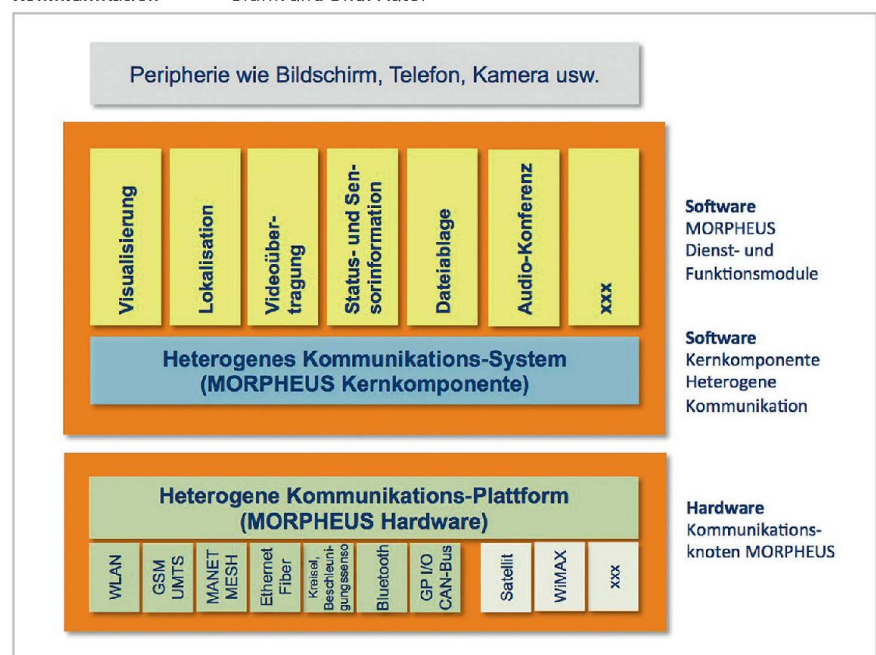 Peripherie wie Bildschirm, Telefon, Kamera usw.
Visualisierung
Lokalisation
Videoüber-
tragung
Status- und Sen-
sorinformation
Dateiablage
Audio-Konferenz
xxx
Software
MORPHEUS
Dienst- und
Funktionsmodule
Heterogenes Kommunikations-System
(MORPHEUS Kernkomponente)
Software
Kernkomponente
Heterogene
Kommunikation
Heterogene Kommunikations-Plattform
(MORPHEUS Hardware)
WLAN
GSM
UMTS
MANET
MESH
Ethernet
Fiber
Kreisel,
Beschleuni-
gungssenso
Bluetooth
GP I/O
CAN-Bus
Satellit
WiMAX
xxx
Hardware
Kommunikations-
knoten MORPHEUS